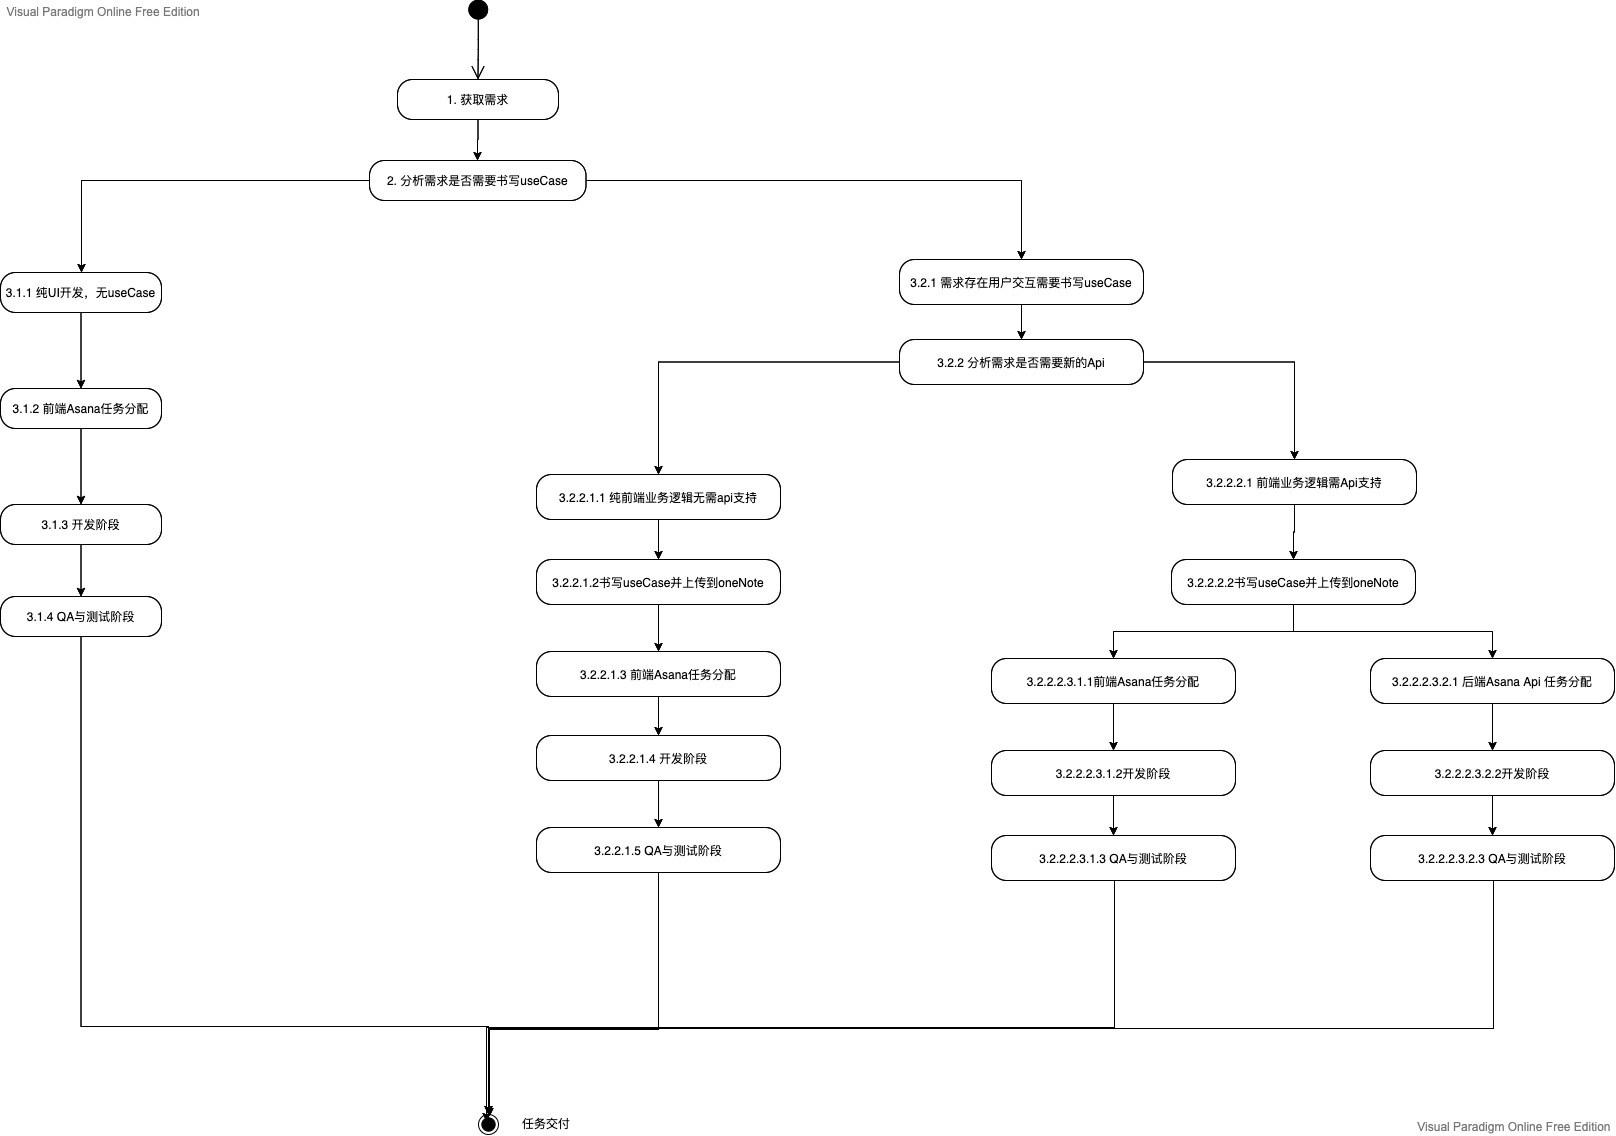 Visual Paradigm Online Free Edition
1. 获取需求
2. 分析需求是否需要书写useCase
3.1.1 纯UI开发，无useCase
3.2.1 需求存在用户交互需要书写useCase
3.2.2 分析需求是否需要新的Api
3.1.2 前端Asana任务分配
3.2.2.2.1 前端业务逻辑需Api支持
3.2.2.1.1 纯前端业务逻辑无需api支持
3.1.3 开发阶段
3.2.2.1.2书写useCase并上传到oneNote
3.2.2.2.2书写useCase并上传到oneNote
3.1.4 QA与测试阶段
3.2.2.1.3 前端Asana任务分配
3.2.2.2.3.1.1前端Asana任务分配
3.2.2.2.3.2.1 后端Asana Api 任务分配
3.2.2.1.4 开发阶段
3.2.2.2.3.1.2开发阶段
3.2.2.2.3.2.2开发阶段
3.2.2.1.5 QA与测试阶段
3.2.2.2.3.1.3 QA与测试阶段
3.2.2.2.3.2.3 QA与测试阶段
任务交付
Visual Paradigm Online Free Edition